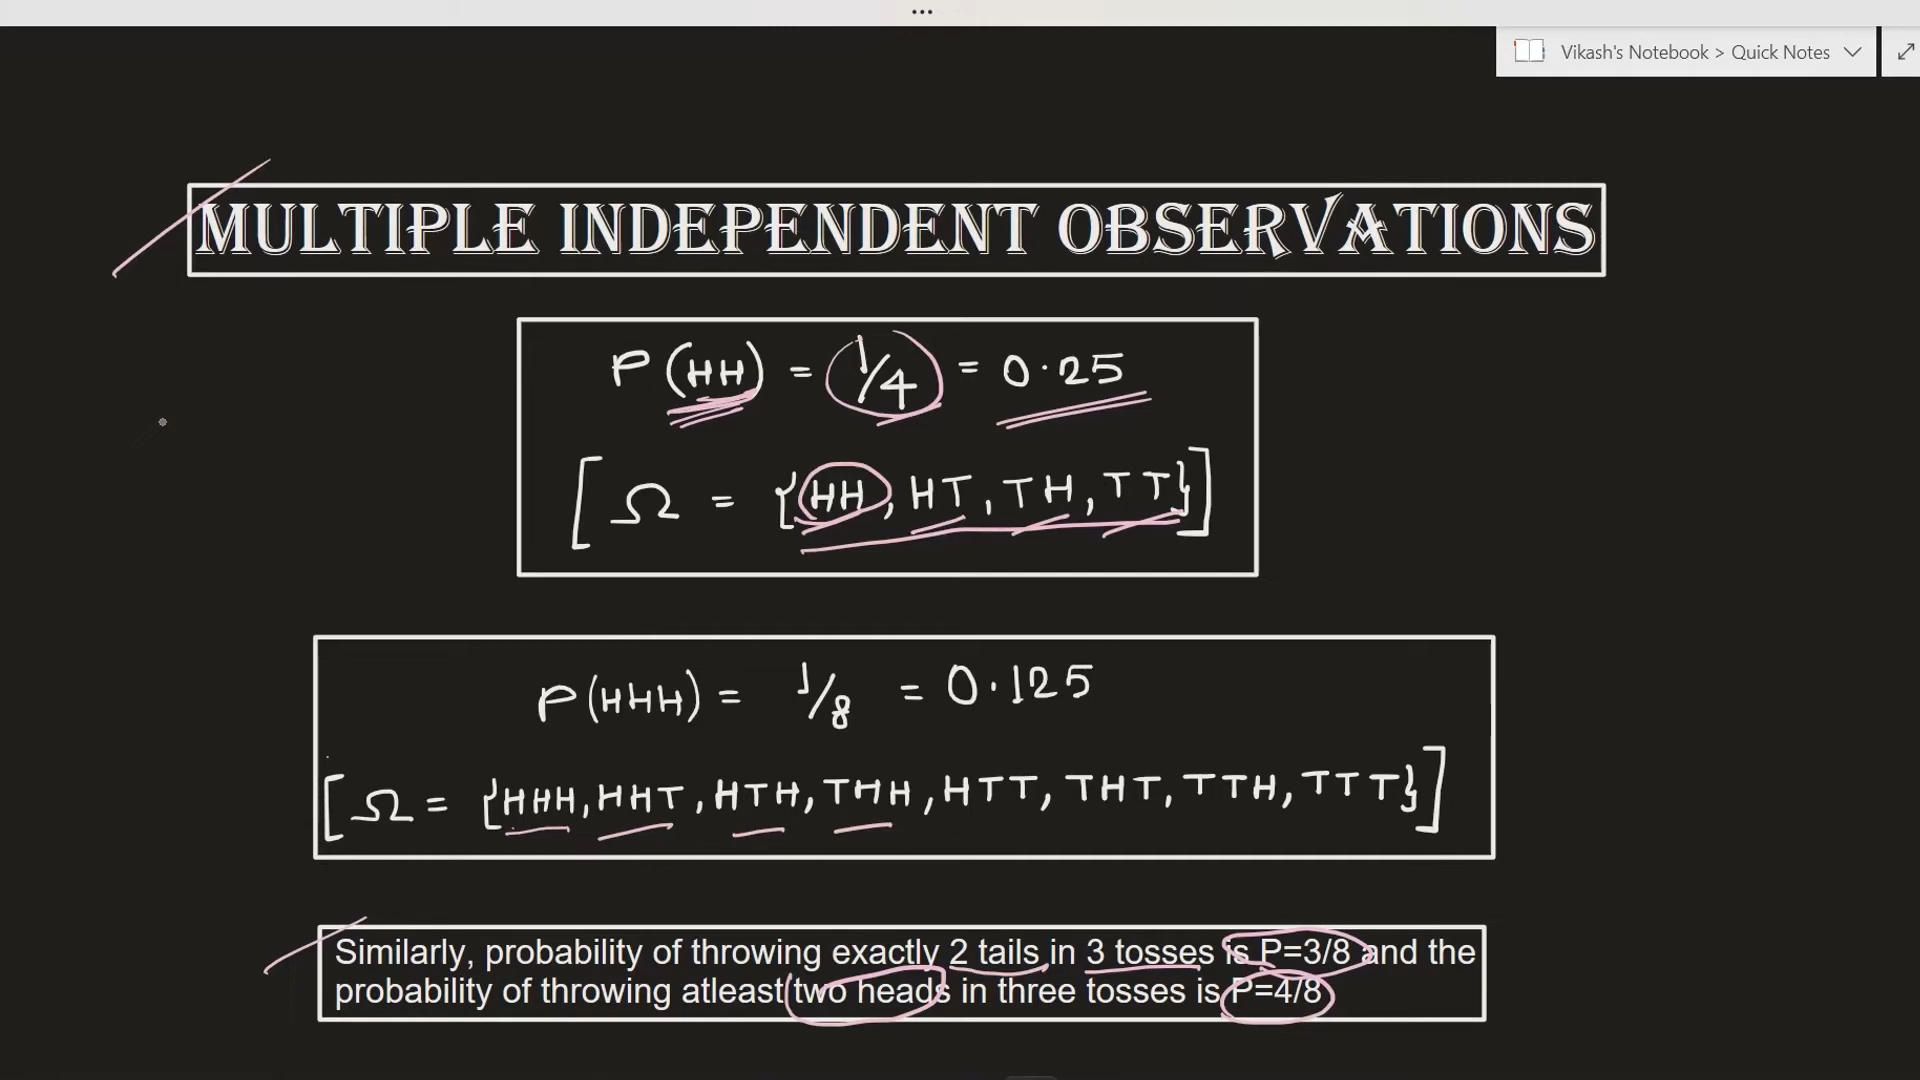 ...
Vikash's Notebook > Quick Notes
MULTIPLE INDEPENDENT OBSERVATIONS
P(HH) = 1/4 = 0.25
[Ω = {HH, HT, TH, TT}]
P(HHH) = 1/8 = 0.125
[Ω = {HHH, HHT, HTH, THH, HTT, THT, TTH, TTT}]
Similarly, probability of throwing exactly 2 tails in 3 tosses is P=3/8 and the
probability of throwing atleast two heads in three tosses is P=4/8